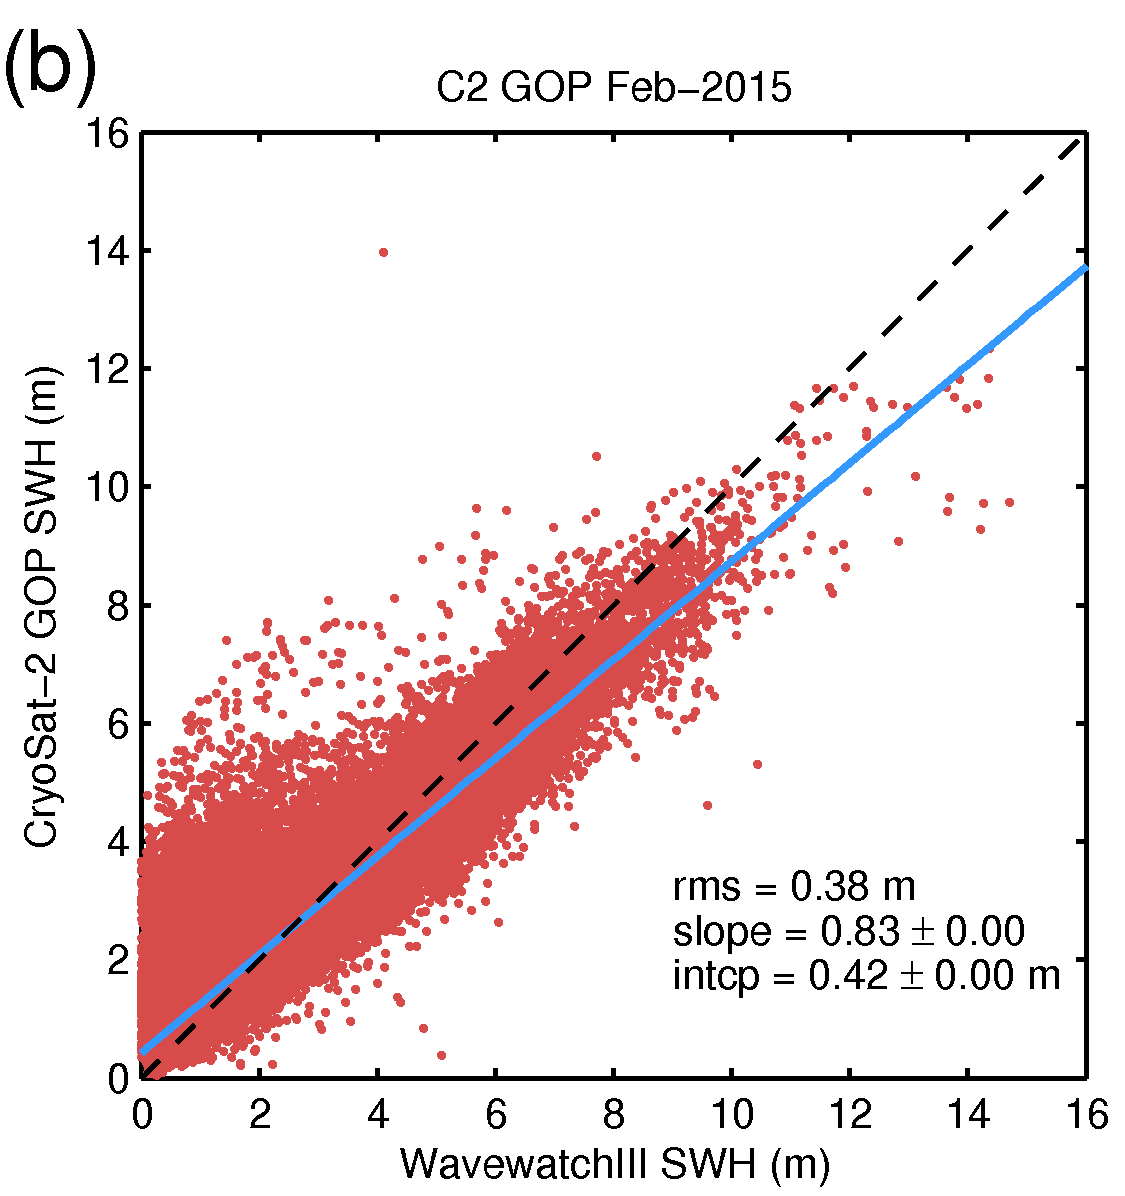 (b)
C2 GOP Feb−2015
16
14
12
10
8
6
4
2
0
CryoSat−2 GOP SWH (m)
rms = 0.38 m
slope = 0.83 ± 0.00
intcp = 0.42 ± 0.00 m
0 2 4 6 8 10 12 14 16
WavewatchIII SWH (m)